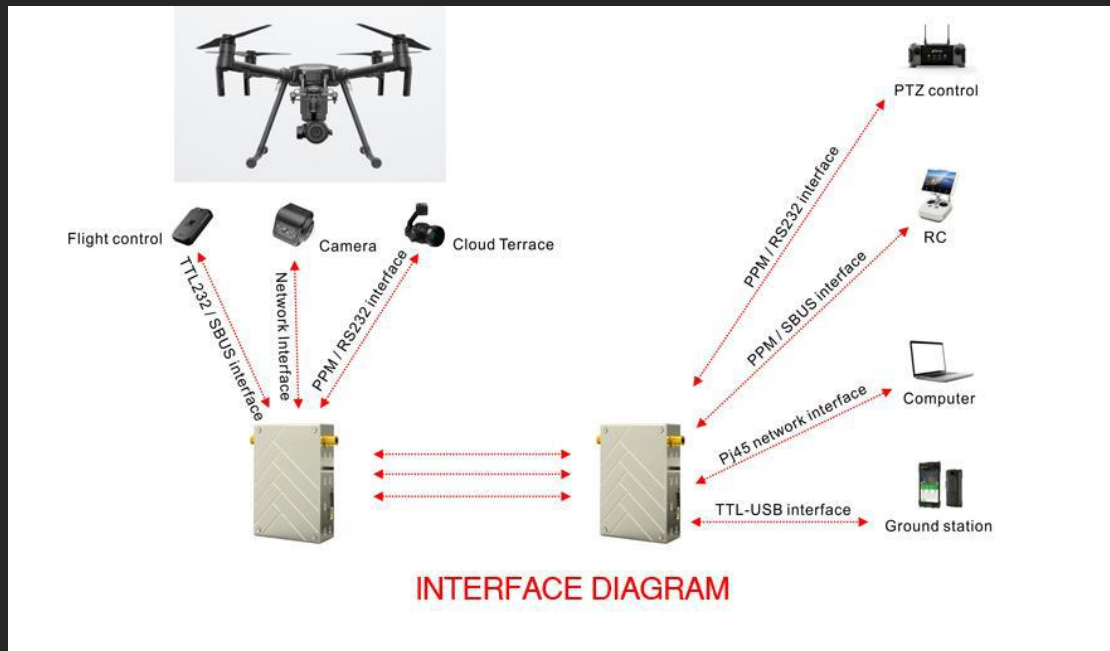 PTZ control
Flight control
Camera
Cloud Terrace
RC
TTL232 / SBUS interface
Network Interface
PPM / RS232 interface
PPM / RS232 interface
PPM / SBUS interface
Pj45 network interface
Computer
TTL-USB interface
Ground station
INTERFACE DIAGRAM